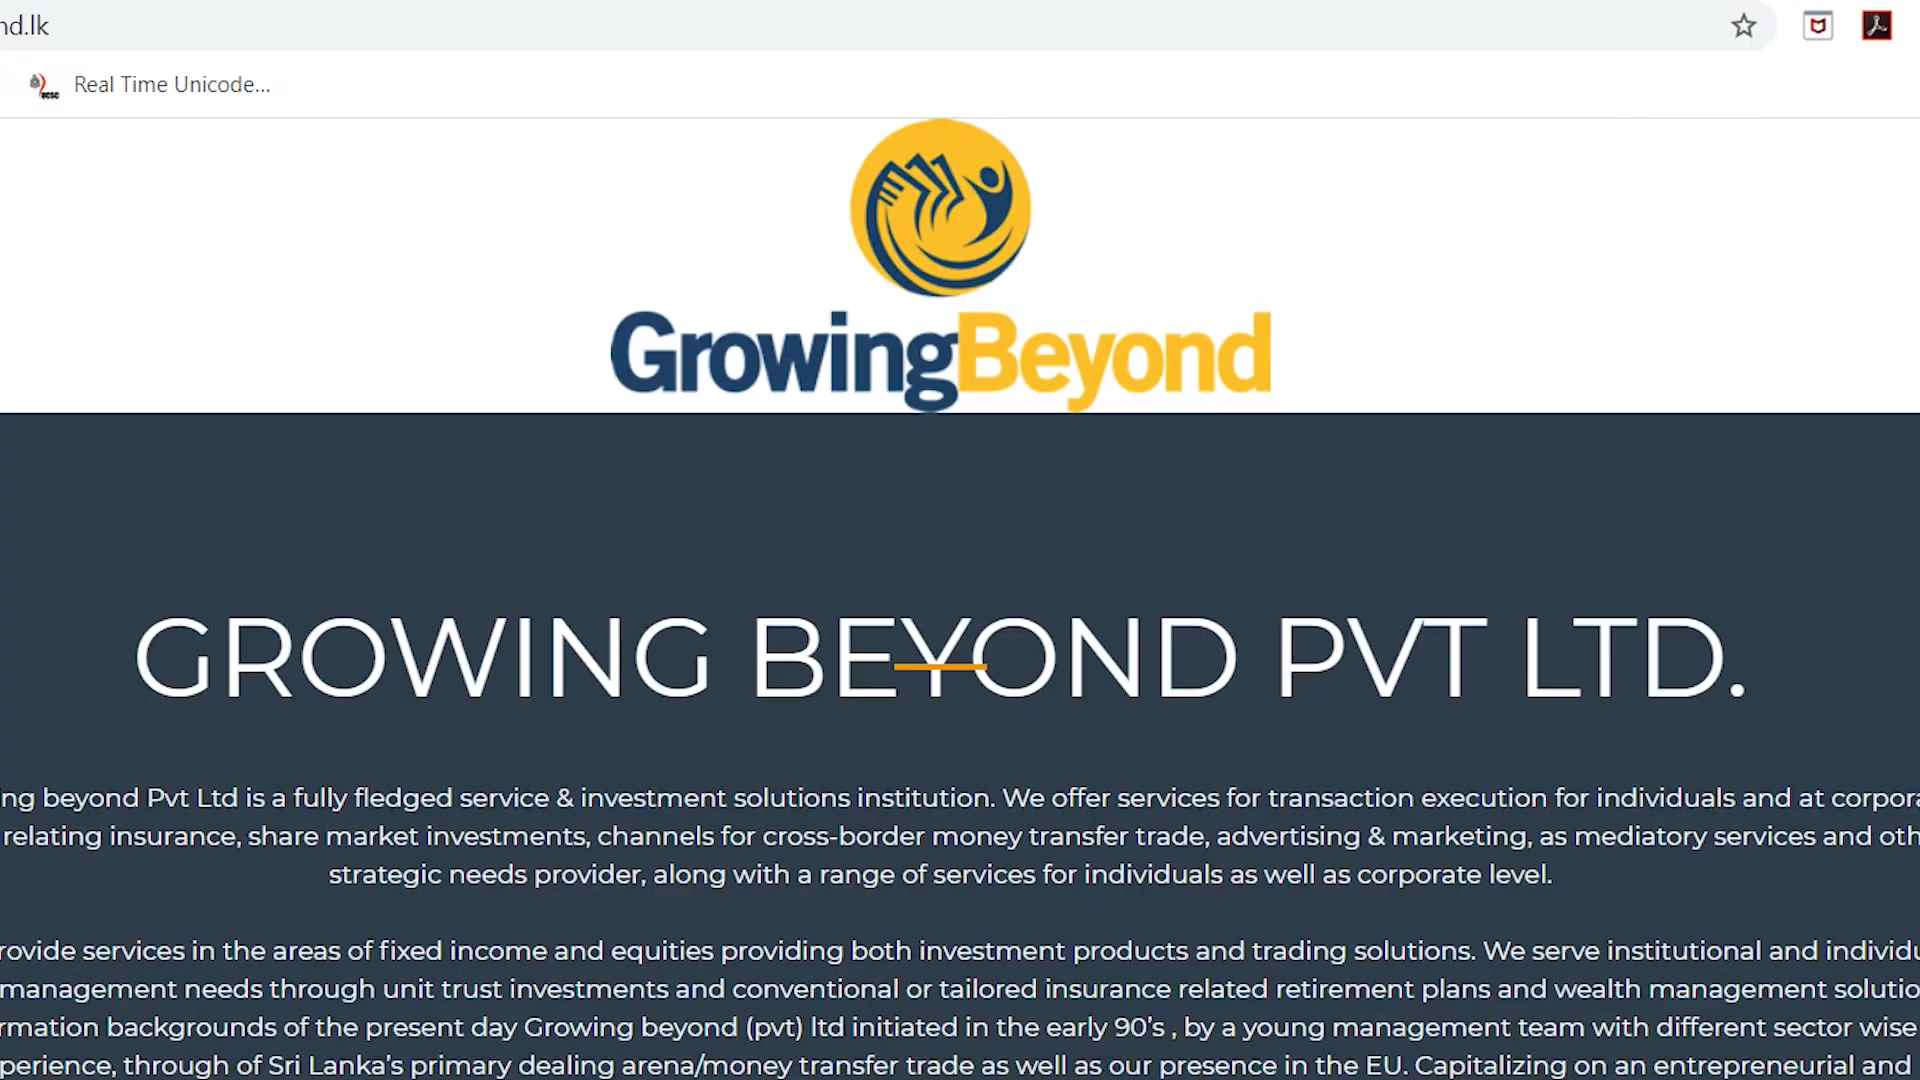 nd.lk
Real Time Unicode...
GrowingBeyond
GROWING BEYOND PVT LTD.
ng beyond Pvt Ltd is a fully fledged service & investment solutions institution. We offer services for transaction execution for individuals and at corpora
relating insurance, share market investments, channels for cross-border money transfer trade, advertising & marketing, as mediatory services and oth
strategic needs provider, along with a range of services for individuals as well as corporate level.
rovide services in the areas of fixed income and equities providing both investment products and trading solutions. We serve institutional and individu
management needs through unit trust investments and conventional or tailored insurance related retirement plans and wealth management solutio
rmation backgrounds of the present day Growing beyond (pvt) ltd initiated in the early 90's , by a young management team with different sector wise
perience, through of Sri Lanka's primary dealing arena/money transfer trade as well as our presence in the EU. Capitalizing on an entrepreneurial and